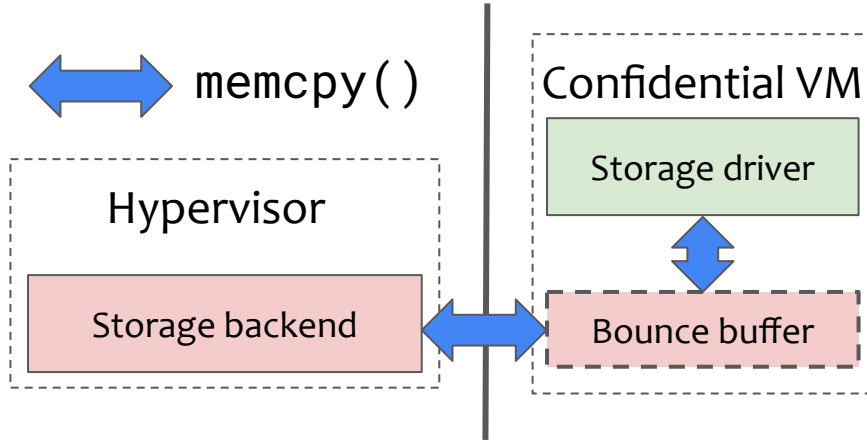 memcpy()
Hypervisor
Storage backend
Confidential VM
Storage driver
Bounce buffer